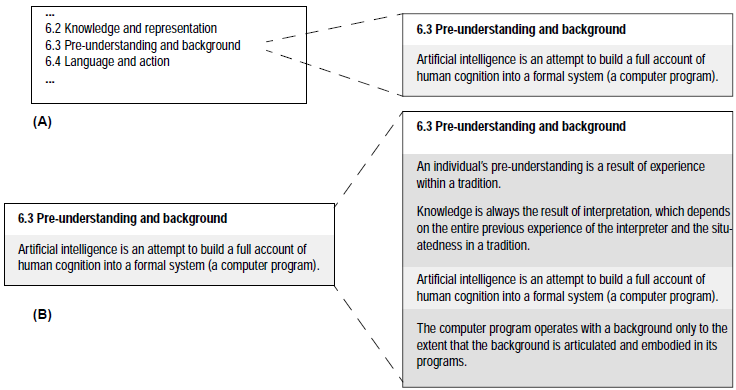 ...
6.2 Knowledge and representation
6.3 Pre-understanding and background
6.4 Language and action
...
(A)
6.3 Pre-understanding and background
Artificial intelligence is an attempt to build a full account of
human cognition into a formal system (a computer program).
6.3 Pre-understanding and background
Artificial intelligence is an attempt to build a full account of
human cognition into a formal system (a computer program).
(B)
6.3 Pre-understanding and background
An individual's pre-understanding is a result of experience
within a tradition.
Knowledge is always the result of interpretation, which depends
on the entire previous experience of the interpreter and the situ-
atedness in a tradition.
Artificial intelligence is an attempt to build a full account of
human cognition into a formal system (a computer program).
The computer program operates with a background only to the
extent that the background is articulated and embodied in its
programs.